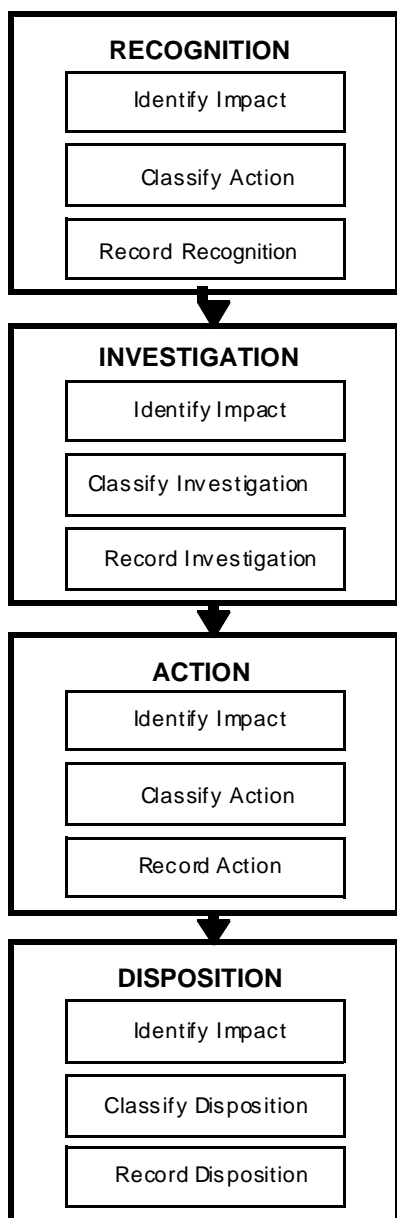 RECOGNITION
Identify Impact
Classify Action
Record Recognition
INVESTIGATION
Identify Impact
Classify Investigation
Record Investigation
ACTION
Identify Impact
Classify Action
Record Action
DISPOSITION
Identify Impact
Classify Disposition
Record Disposition